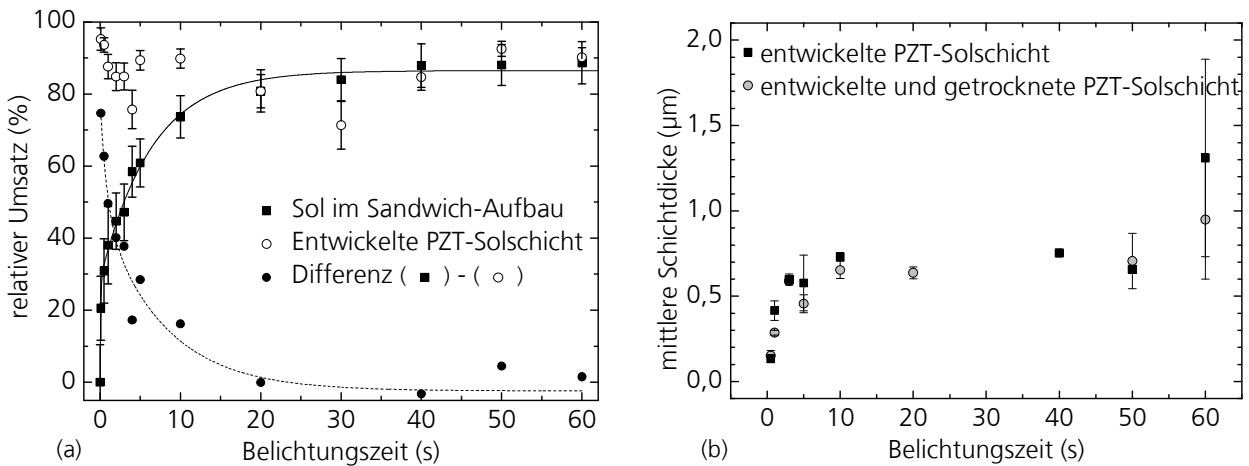 100
80
60
40
20
0
relativer Umsatz (%)
Sol im Sandwich-Aufbau
Entwickelte PZT-Solschicht
Differenz ( ■ ) - ( ○ )
0 10 20 30 40 50 60
Belichtungszeit (s)
(a)
2,0
1,5
1,0
0,5
0,0
mittlere Schichtdicke (µm)
entwickelte PZT-Solschicht
entwickelte und getrocknete PZT-Solschicht
0 10 20 30 40 50 60
Belichtungszeit (s)
(b)